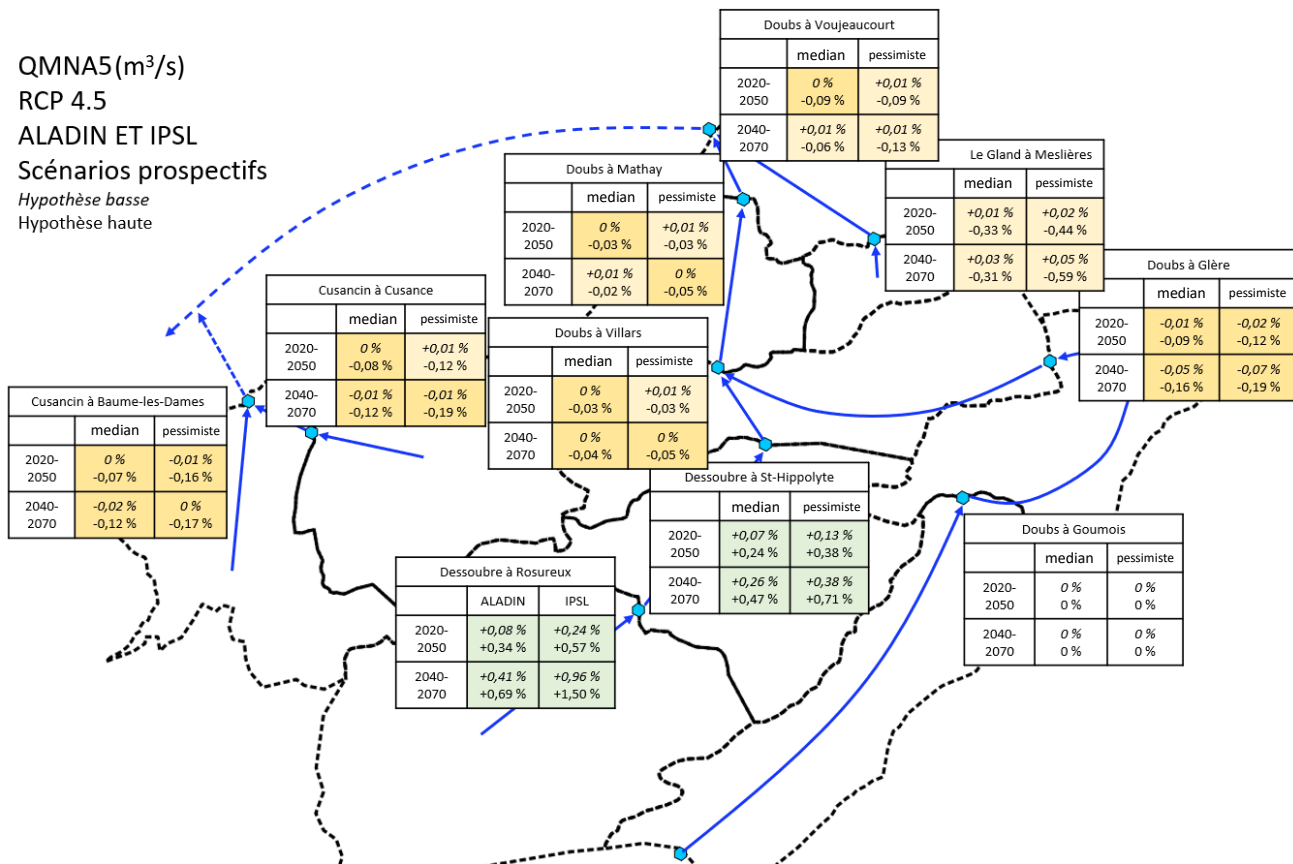 QMNA5(m³/s)
RCP 4.5
ALADIN ET IPSL
Scénarios prospectifs
Hypothèse basse
Hypothèse haute
Doubs à Voujeaucourt
median pessimiste
2020-2050
0 % +0,01 %
-0,09 % -0,09 %
2040-2070
+0,01 % +0,01 %
-0,06 % -0,13 %
Doubs à Mathay
median pessimiste
2020-2050
0 % +0,01 %
-0,03 % -0,03 %
2040-2070
+0,01 % 0 %
-0,02 % -0,05 %
Le Gland à Meslières
median pessimiste
2020-2050
+0,01 % +0,02 %
-0,33 % -0,44 %
2040-2070
+0,03 % +0,05 %
-0,31 % -0,59 %
Doubs à Glère
median pessimiste
2020-2050
-0,01 % -0,02 %
-0,09 % -0,12 %
2040-2070
-0,05 % -0,07 %
-0,16 % -0,19 %
Cusancin à Cusance
median pessimiste
2020-2050
0 % +0,01 %
-0,08 % -0,12 %
2040-2070
-0,01 % -0,01 %
-0,12 % -0,19 %
Doubs à Villars
median pessimiste
2020-2050
0 % +0,01 %
-0,03 % -0,03 %
2040-2070
0 % 0 %
-0,04 % -0,05 %
Cusancin à Baume-les-Dames
median pessimiste
2020-2050
0 % -0,01 %
-0,07 % -0,16 %
2040-2070
-0,02 % 0 %
-0,12 % -0,17 %
Dessoubre à St-Hippolyte
median pessimiste
2020-2050
+0,07 % +0,13 %
+0,24 % +0,38 %
2040-2070
+0,26 % +0,38 %
+0,47 % +0,71 %
Doubs à Goumois
median pessimiste
2020-2050
0 % 0 %
0 % 0 %
2040-2070
0 % 0 %
0 % 0 %
Dessoubre à Rosureux
ALADIN IPSL
2020-2050
+0,08 % +0,24 %
+0,34 % +0,57 %
2040-2070
+0,41 % +0,96 %
+0,69 % +1,50 %